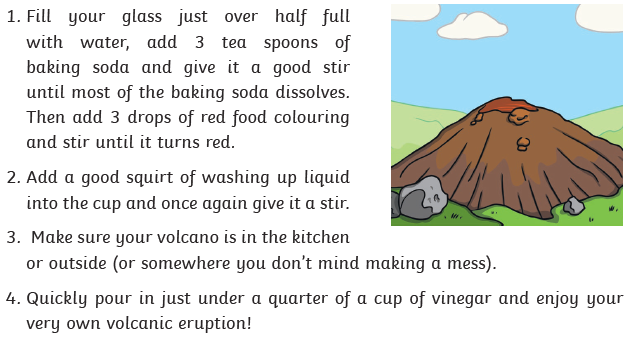 1. Fill your glass just over half full
with water, add 3 tea spoons of
baking soda and give it a good stir
until most of the baking soda dissolves.
Then add 3 drops of red food colouring
and stir until it turns red.
2. Add a good squirt of washing up liquid
into the cup and once again give it a stir.
3. Make sure your volcano is in the kitchen
or outside (or somewhere you don't mind making a mess).
4. Quickly pour in just under a quarter of a cup of vinegar and enjoy your
very own volcanic eruption!